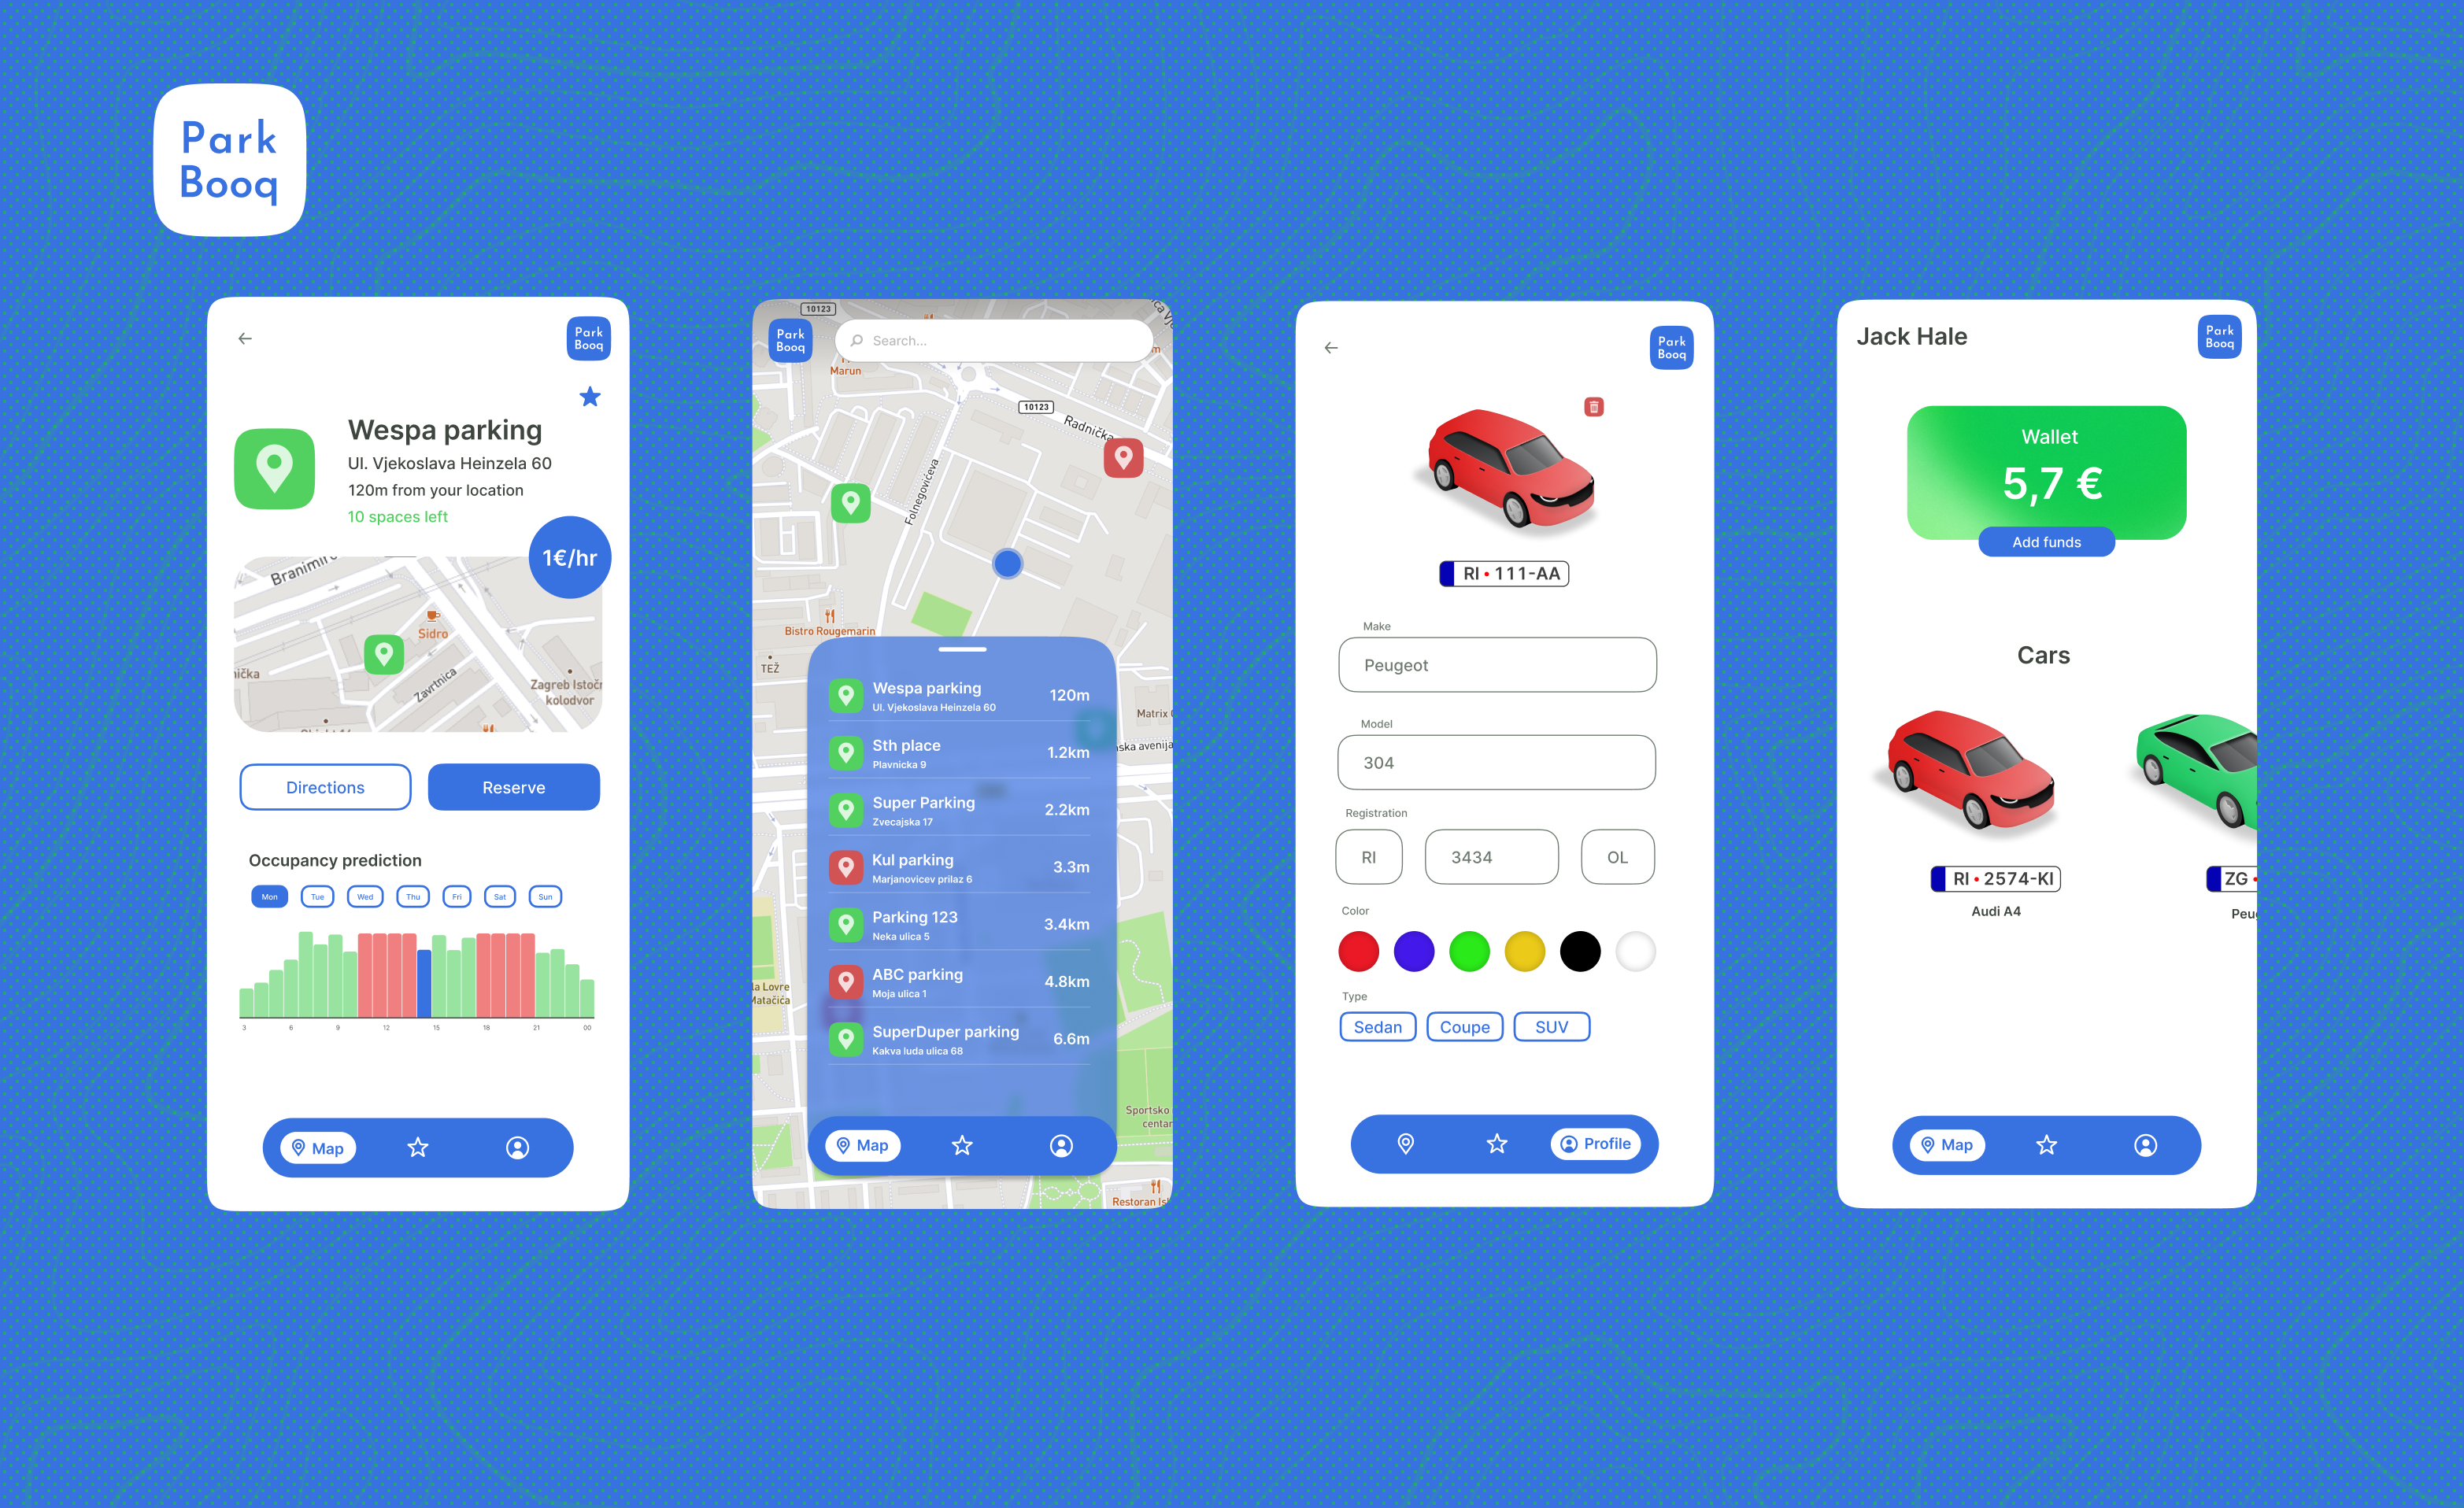 Park
Booq
Park
Booq
Wespa parking
Ul. Vjekoslava Heinzela 60
120m from your location
10 spaces left
1€/hr
Sidro
Zavrtnica
Zagreb
kolodvor
Directions
Reserve
Occupancy prediction
Mon Tue Wed Thu Fri Sat Sun
3 6 9 12 15 18 21 00
Map
10123
Park
Booq
Search...
Marun
10123
Radnička
Folnegovićeva
Bistro Rougemarin
TEŽ
Matrix
avenija
Wespa parking
120m
Ul. Vjekoslava Heinzela 60
Sth place
1.2km
Plavnicka 9
Super Parking
2.2km
Zvecajska 17
Kul parking
3.3m
Marjanovicev prilaz 6
Parking 123
3.4km
Neka ulica 5
ABC parking
4.8km
Moja ulica 1
SuperDuper parking
6.6m
Kakva luda ulica 68
Lovre
Matačića
Sportsko
Map
Restoran
Park
Booq
RI•111-AA
Make
Peugeot
Model
304
Registration
RI 3434 OL
Color
Type
Sedan Coupe SUV
Profile
Jack Hale
Park
Booq
Wallet
5,7 €
Add funds
Cars
RI•2574-KI
ZG•
Audi A4
Map